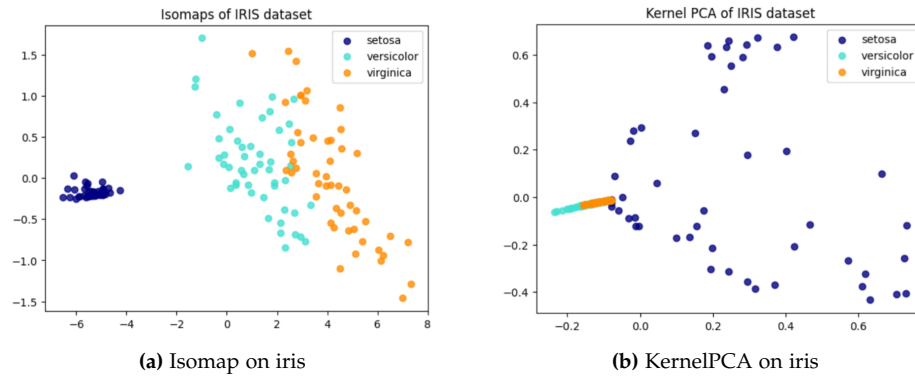 Isomaps of IRIS dataset
setosa
versicolor
virginica
1.5
1.0
0.5
0.0
−0.5
−1.0
−1.5
−6
−4
−2
0
2
4
6
8
(a) Isomap on iris
Kernel PCA of IRIS dataset
setosa
versicolor
virginica
0.6
0.4
0.2
0.0
−0.2
−0.4
−0.2
0.0
0.2
0.4
0.6
(b) KernelPCA on iris